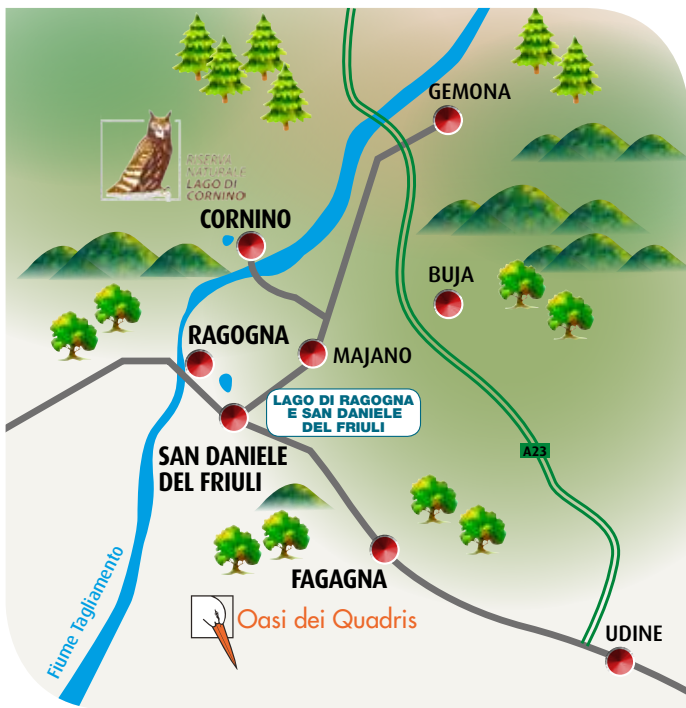 GEMONA
RISERVA
NATURALE
LAGO DI
CORNINO
CORNINO
BUJA
RAGOGNA
MAJANO
LAGO DI RAGOGNA
E SAN DANIELE
DEL FRIULI
SAN DANIELE
DEL FRIULI
A23
Fiume Tagliamento
FAGAGNA
Oasi dei Quadris
UDINE